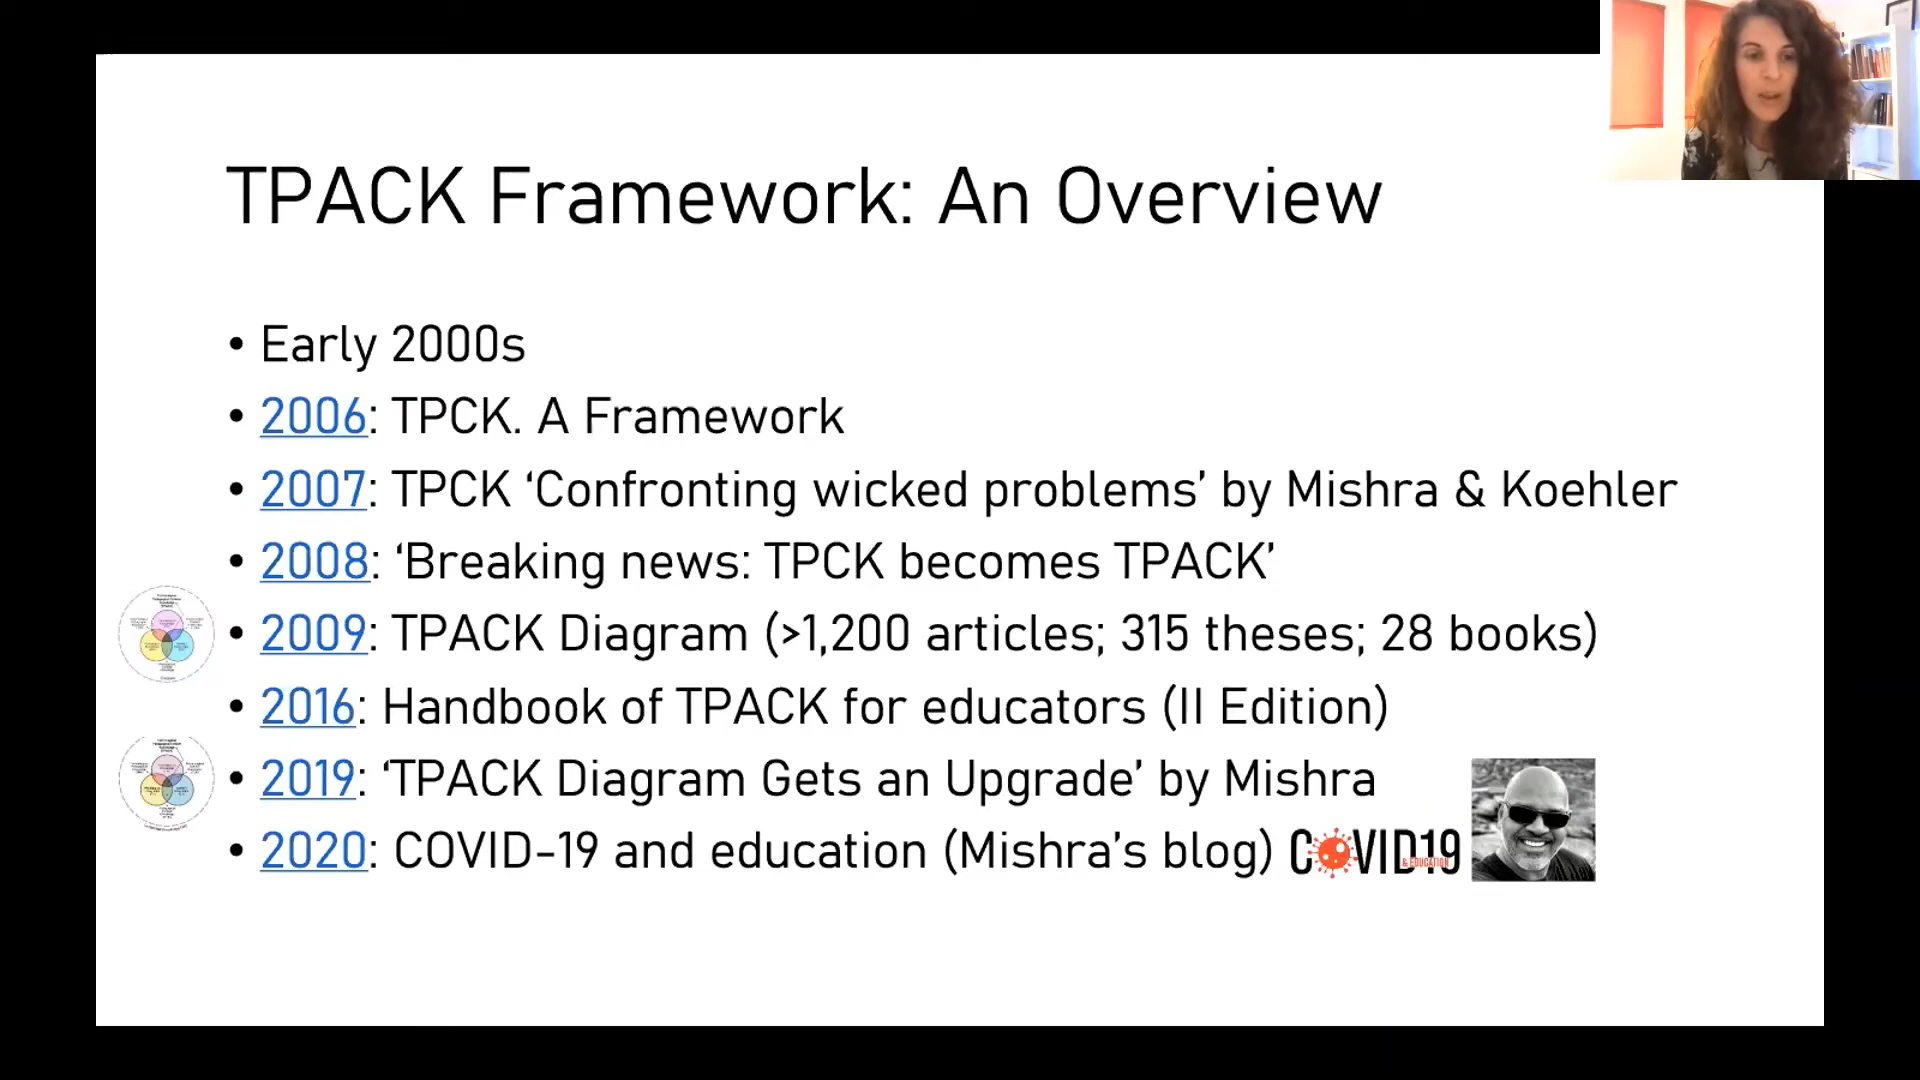 TPACK Framework: An Overview
• Early 2000s
• 2006: TPCK. A Framework
• 2007: TPCK ‘Confronting wicked problems’ by Mishra & Koehler
• 2008: ‘Breaking news: TPCK becomes TPACK’
• 2009: TPACK Diagram (>1,200 articles; 315 theses; 28 books)
• 2016: Handbook of TPACK for educators (II Edition)
• 2019: ‘TPACK Diagram Gets an Upgrade’ by Mishra
• 2020: COVID-19 and education (Mishra’s blog)
COVID19
& EDUCATION